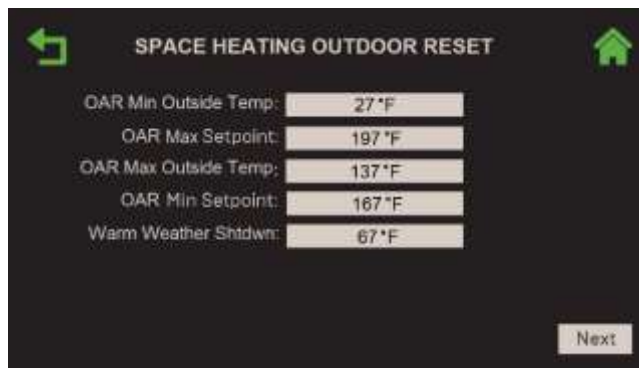 SPACE HEATING OUTDOOR RESET
OAR Min Outside Temp: 27°F
OAR Max Setpoint: 197°F
OAR Max Outside Temp: 137°F
OAR Min Setpoint: 167°F
Warm Weather Shtdwn: 67°F
Next